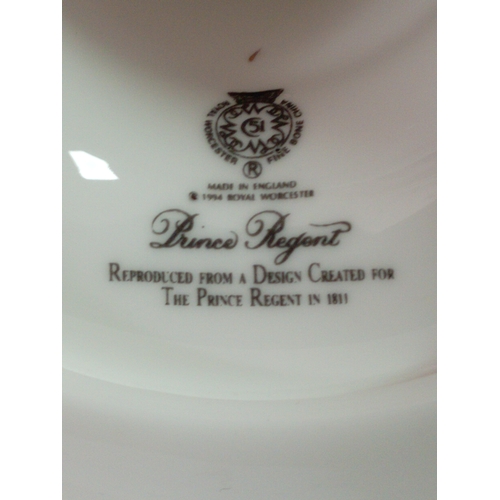 ROYAL WORCESTER FINE BONE CHINA
51
®
MADE IN ENGLAND
© 1994 ROYAL WORCESTER
Prince Regent
REPRODUCED FROM A DESIGN CREATED FOR
THE PRINCE REGENT IN 1811